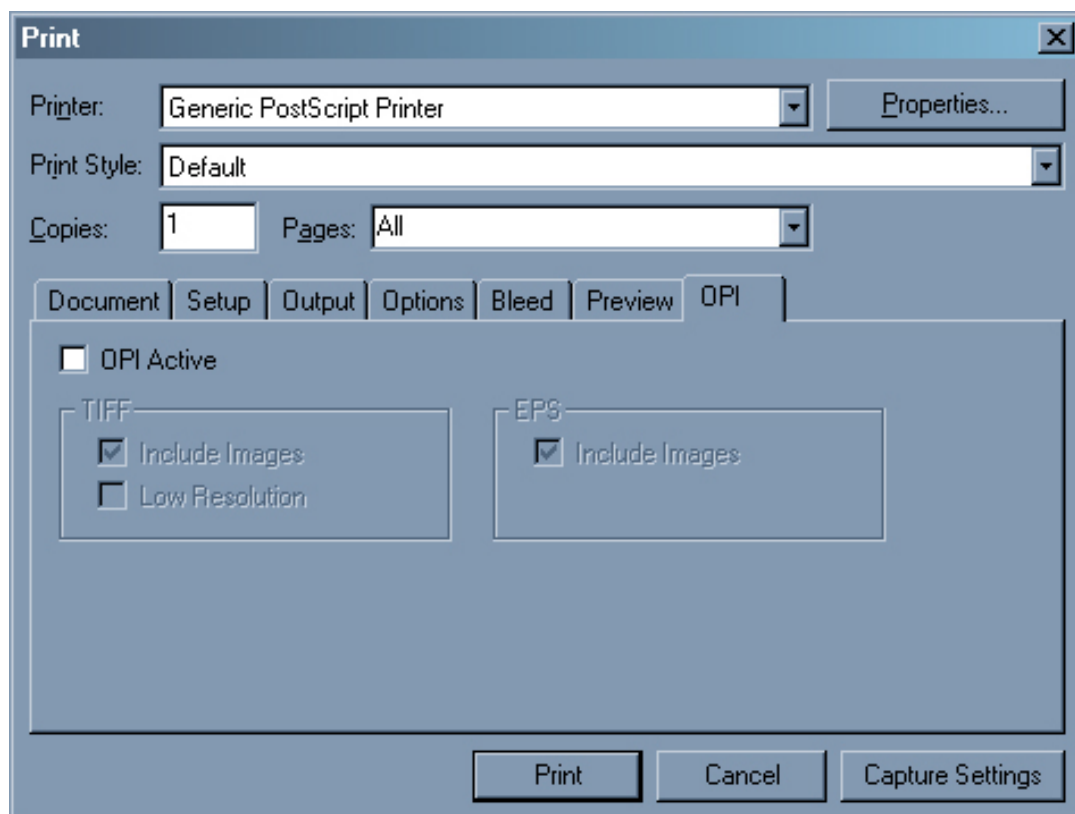 Print
Printer: Generic PostScript Printer Properties...
Print Style: Default
Copies: 1 Pages: All
Document Setup Output Options Bleed Preview OPI
OPI Active
TIFF EPS
Include Images Include Images
Low Resolution
Print Cancel Capture Settings